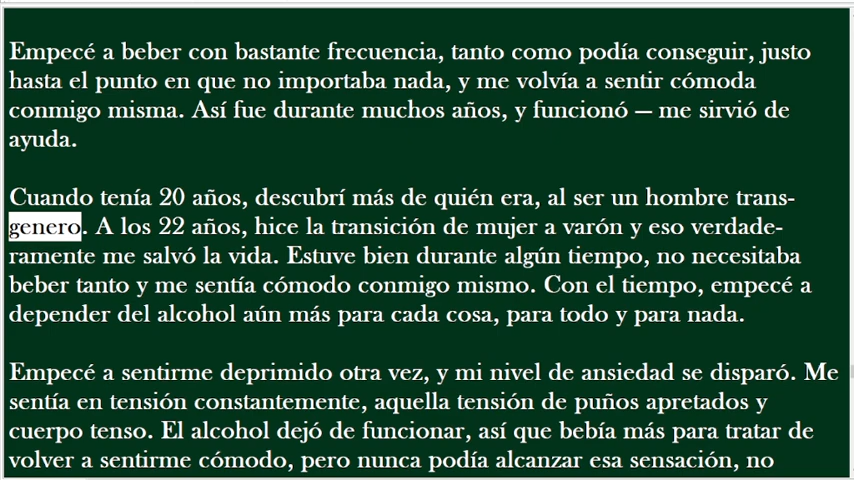 Empecé a beber con bastante frecuencia, tanto como podía conseguir, justo
hasta el punto en que no importaba nada, y me volvía a sentir cómoda
conmigo misma. Así fue durante muchos años, y funcionó — me sirvió de
ayuda.
Cuando tenía 20 años, descubrí más de quién era, al ser un hombre trans-
genero. A los 22 años, hice la transición de mujer a varón y eso verdade-
ramente me salvó la vida. Estuve bien durante algún tiempo, no necesitaba
beber tanto y me sentía cómodo conmigo mismo. Con el tiempo, empecé a
depender del alcohol aún más para cada cosa, para todo y para nada.
Empecé a sentirme deprimido otra vez, y mi nivel de ansiedad se disparó. Me
sentía en tensión constantemente, aquella tensión de puños apretados y
cuerpo tenso. El alcohol dejó de funcionar, así que bebía más para tratar de
volver a sentirme cómodo, pero nunca podía alcanzar esa sensación, no